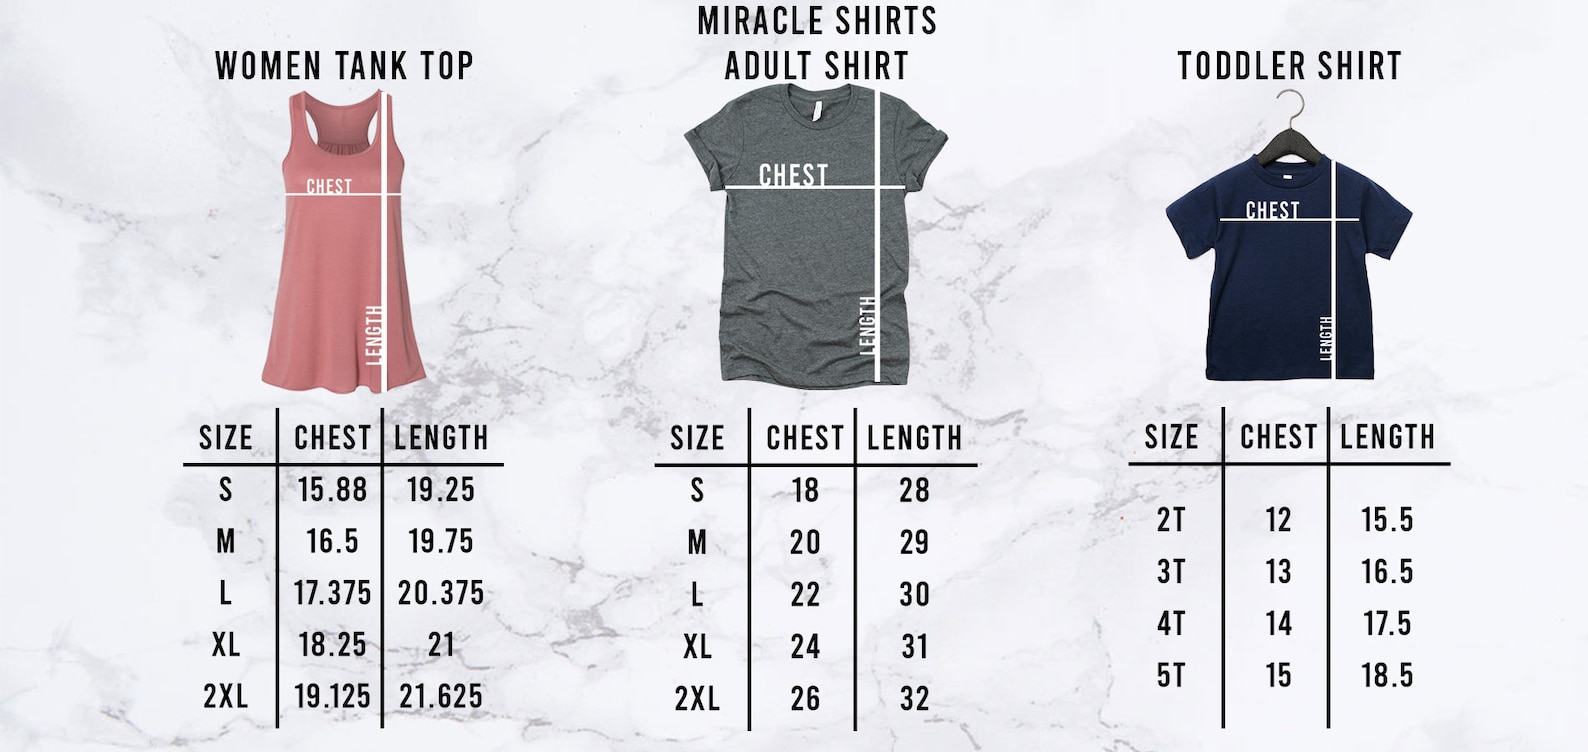 MIRACLE SHIRTS
WOMEN TANK TOP
CHEST
LENGTH
SIZE CHEST LENGTH
S 15.88 19.25
M 16.5 19.75
L 17.375 20.375
XL 18.25 21
2XL 19.125 21.625
ADULT SHIRT
CHEST
LENGTH
SIZE CHEST LENGTH
S 18 28
M 20 29
L 22 30
XL 24 31
2XL 26 32
TODDLER SHIRT
CHEST
LENGTH
SIZE CHEST LENGTH
2T 12 15.5
3T 13 16.5
4T 14 17.5
5T 15 18.5